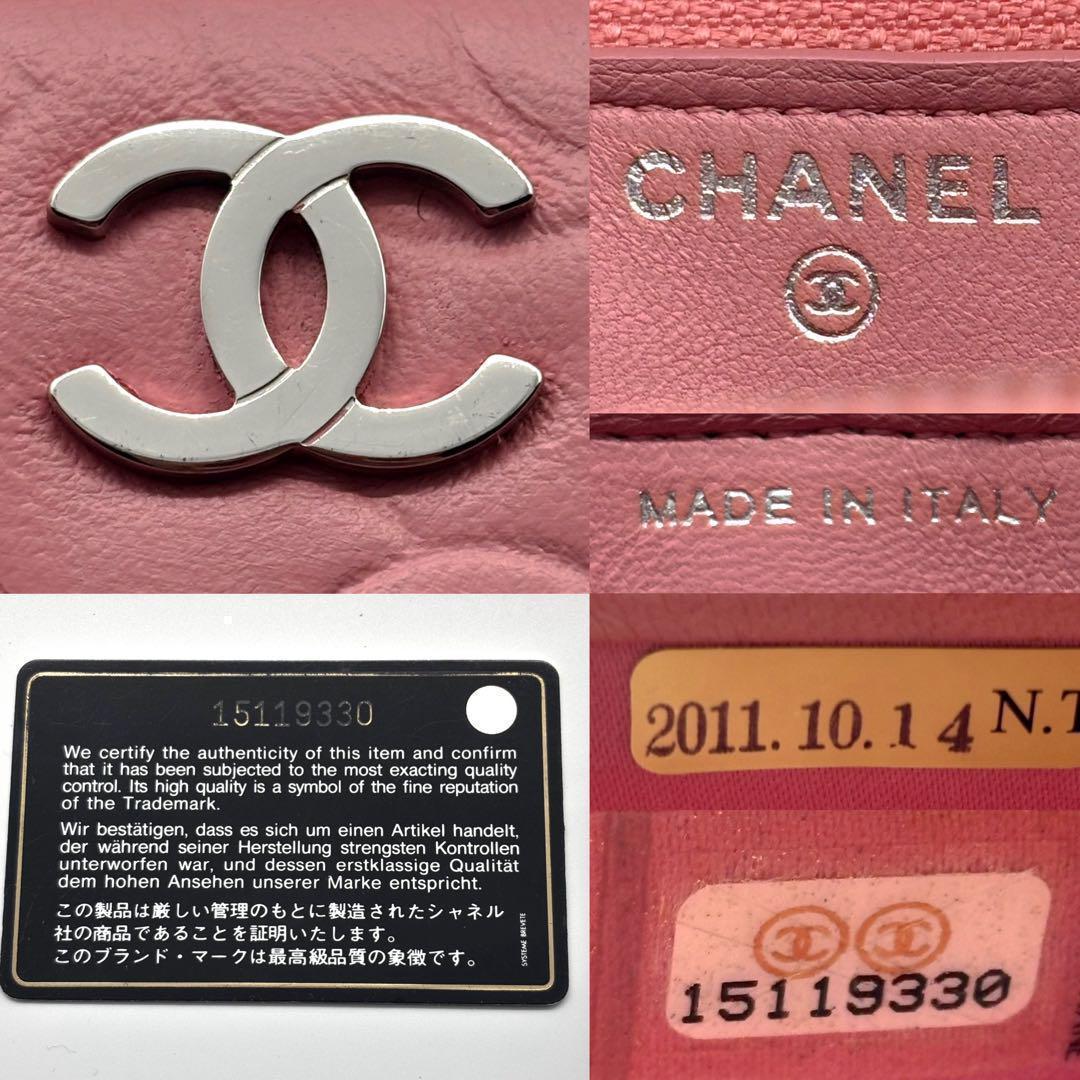 CHANEL
MADE IN ITALY
15119330
We certify the authenticity of this item and confirm
that it has been subjected to the most exacting quality
control. Its high quality is a symbol of the fine reputation
of the Trademark.
Wir bestätigen, dass es sich um einen Artikel handelt,
der während seiner Herstellung strengsten Kontrollen
unterworfen war, und dessen erstklassige Qualität
dem hohen Ansehen unserer Marke entspricht.
この製品は厳しい管理のもとに製造されたシャネル
社の商品であることを証明いたします。
このブランド・マークは最高級品質の象徴です。
SYSTEME BREVETE
2011.10.14 N.T
15119330